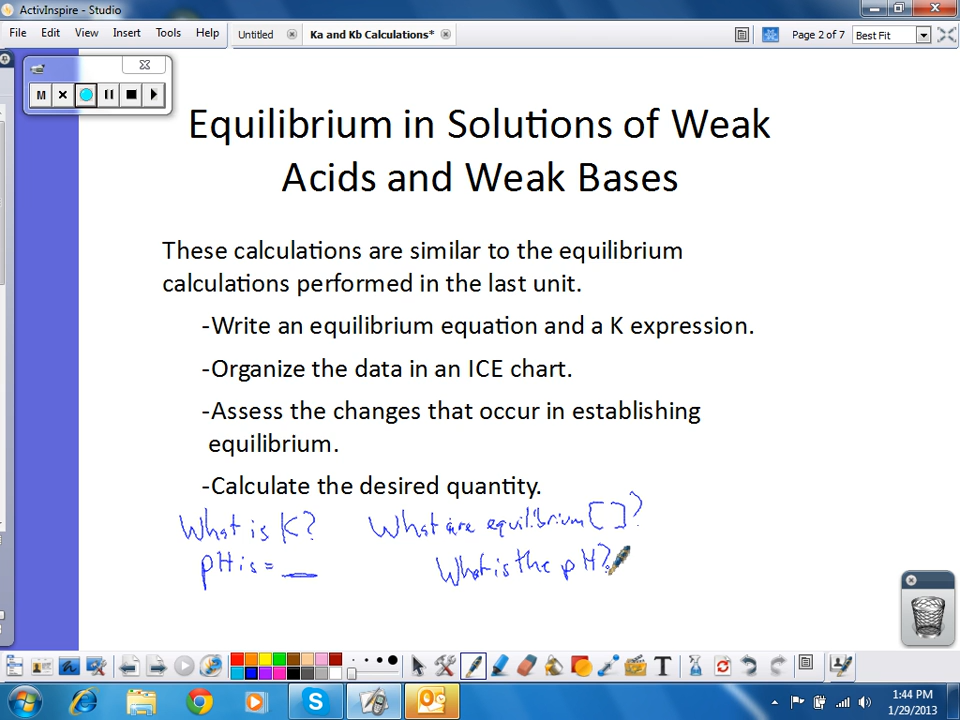 ActivInspire - Studio
File Edit View Insert Tools Help Untitled Ka and Kb Calculations* Page 2 of 7 Best Fit
M
Equilibrium in Solutions of Weak
Acids and Weak Bases
These calculations are similar to the equilibrium
calculations performed in the last unit.
-Write an equilibrium equation and a K expression.
-Organize the data in an ICE chart.
-Assess the changes that occur in establishing
equilibrium.
-Calculate the desired quantity.
What is K? What are equilibrium [ ]?
pH is = __ What is the pH?
T
S
1:44 PM
1/29/2013